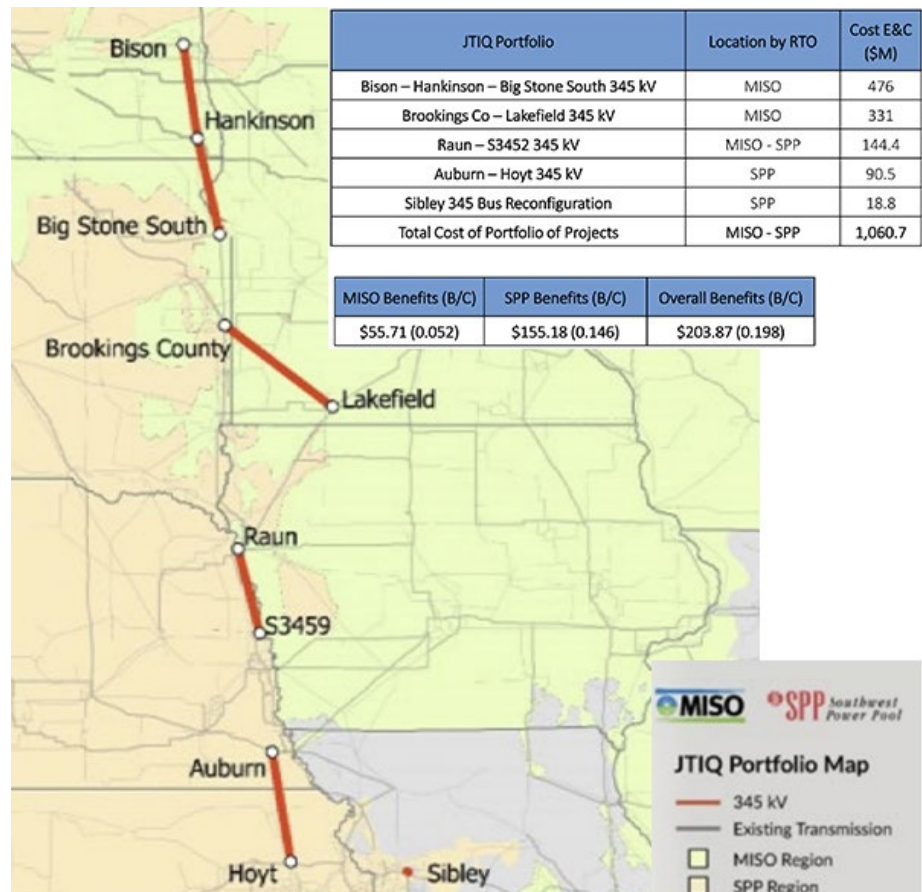 JTIQ Portfolio Location by RTO Cost E&C ($M)
Bison – Hankinson – Big Stone South 345 kV MISO 476
Brookings Co – Lakefield 345 kV MISO 331
Raun – S3452 345 kV MISO - SPP 144.4
Auburn – Hoyt 345 kV SPP 90.5
Sibley 345 Bus Reconfiguration SPP 18.8
Total Cost of Portfolio of Projects MISO - SPP 1,060.7
MISO Benefits (B/C) SPP Benefits (B/C) Overall Benefits (B/C)
$55.71 (0.052) $155.18 (0.146) $203.87 (0.198)
Bison
Hankinson
Big Stone South
Brookings County
Lakefield
Raun
S3459
Auburn
Hoyt
Sibley
MISO
SPP Southwest
Power Pool
JTIQ Portfolio Map
345 kV
Existing Transmission
MISO Region
SPP Region